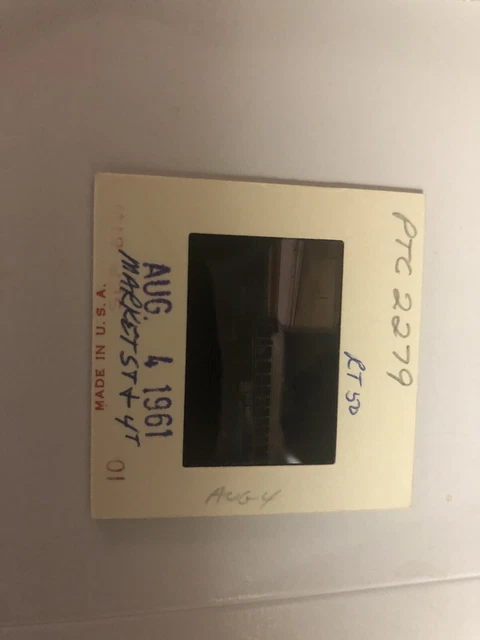 PTC 2279
RT 50
AUG 4 1961
MARKET ST + 4T
MADE IN U.S.A.
10
AUG 4